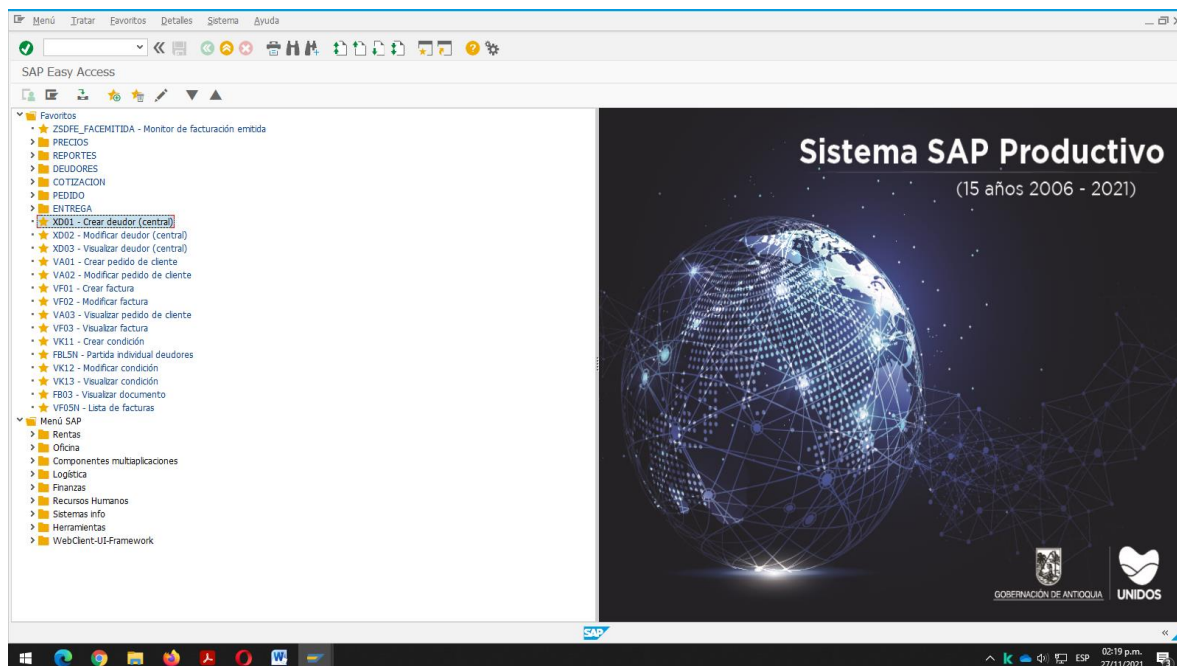 Menú Tratar Favoritos Detalles Sistema Ayuda
SAP Easy Access
Favoritos
ZSDFE_FACEMITIDA - Monitor de facturación emitida
PRECIOS
REPORTES
DEUDORES
COTIZACION
PEDIDO
ENTREGA
XD01 - Crear deudor (central)
XD02 - Modificar deudor (central)
XD03 - Visualizar deudor (central)
VA01 - Crear pedido de cliente
VA02 - Modificar pedido de cliente
VF01 - Crear factura
VF02 - Modificar factura
VA03 - Visualizar pedido de cliente
VF03 - Visualizar factura
VK11 - Crear condición
FBL5N - Partida individual deudores
VK12 - Modificar condición
VK13 - Visualizar condición
FB03 - Visualizar documento
VF05N - Lista de facturas
Menú SAP
Rentas
Oficina
Componentes multiaplicaciones
Logística
Finanzas
Recursos Humanos
Sistemas info
Herramientas
WebClient-UI-Framework
Sistema SAP Productivo
(15 años 2006 - 2021)
GOBERNACIÓN DE ANTIOQUIA
UNIDOS
SAP
ESP
02:19 p.m.
27/11/2021